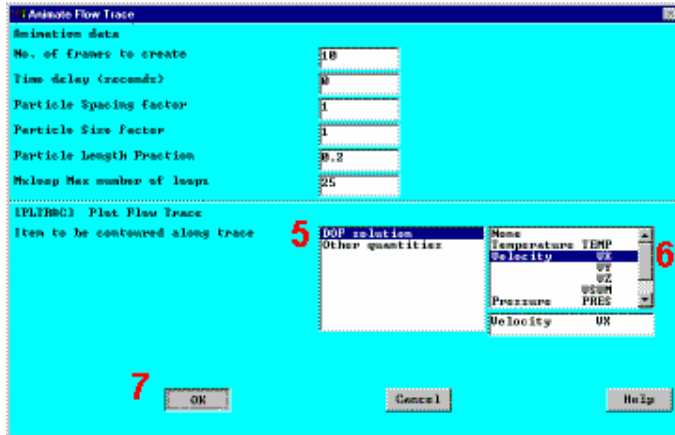 Animate Flow Trace
Animation data
No. of frames to create 10
Time delay (seconds) 0
Particle Spacing factor 1
Particle Size factor 1
Particle Length Fraction 0.2
Mxloop Max number of loops 25
[PLTRAC] Plot Flow Trace
Item to be contoured along trace
5
DOF solution
Other quantities
None
Temperature TEMP
Velocity VX
VY
VZ
VSUM
Pressure PRES
6
Velocity VX
7
OK
Cancel
Help